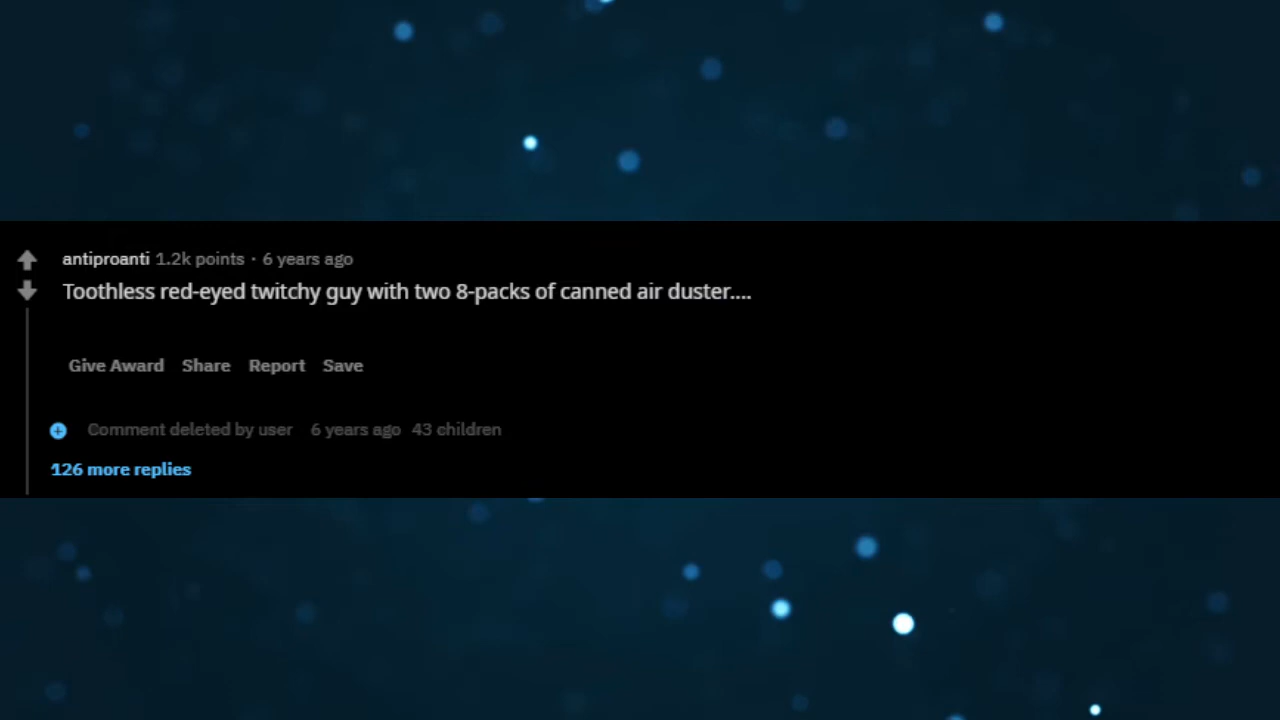 antiproanti 1.2k points · 6 years ago
Toothless red-eyed twitchy guy with two 8-packs of canned air duster....
Give Award Share Report Save
Comment deleted by user 6 years ago 43 children
126 more replies